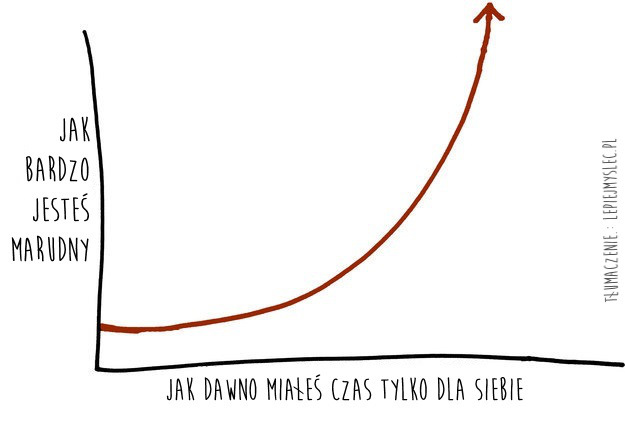 JAK
BARDZO
JESTEŚ
MARUDNY
JAK DAWNO MIAŁEŚ CZAS TYLKO DLA SIEBIE
TŁUMACZENIE: LEPIEJMYSLEC.PL